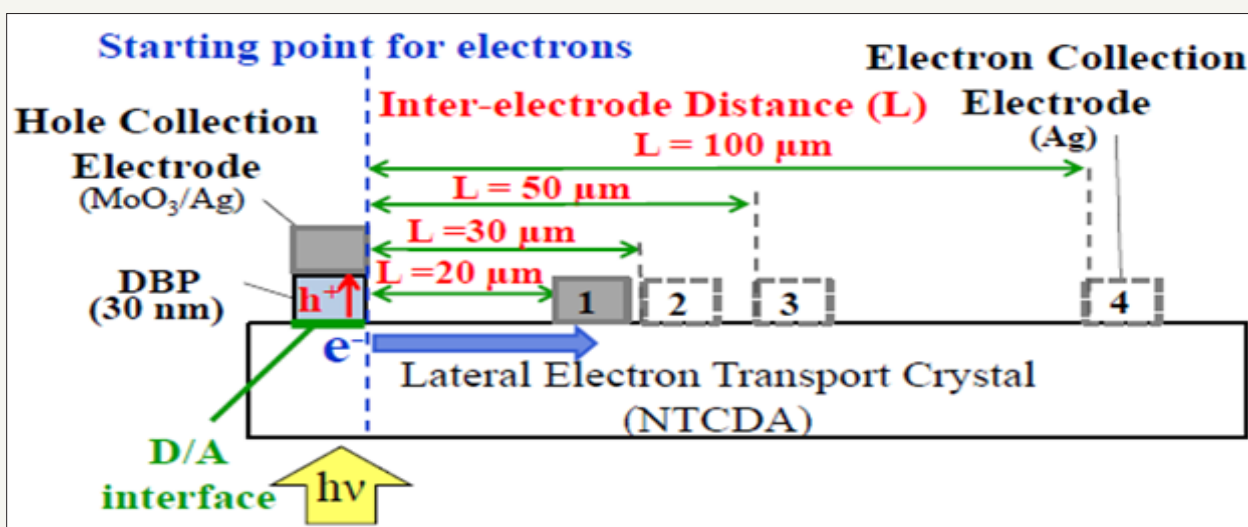 Starting point for electrons
Electron Collection
Electrode
(Ag)
Inter-electrode Distance (L)
Hole Collection
Electrode
(MoO₃/Ag)
L = 100 μm
L = 50 μm
L =30 μm
L =20 μm
DBP
(30 nm)
h⁺
1
2
3
4
e⁻
Lateral Electron Transport Crystal
(NTCDA)
D/A
interface
hν